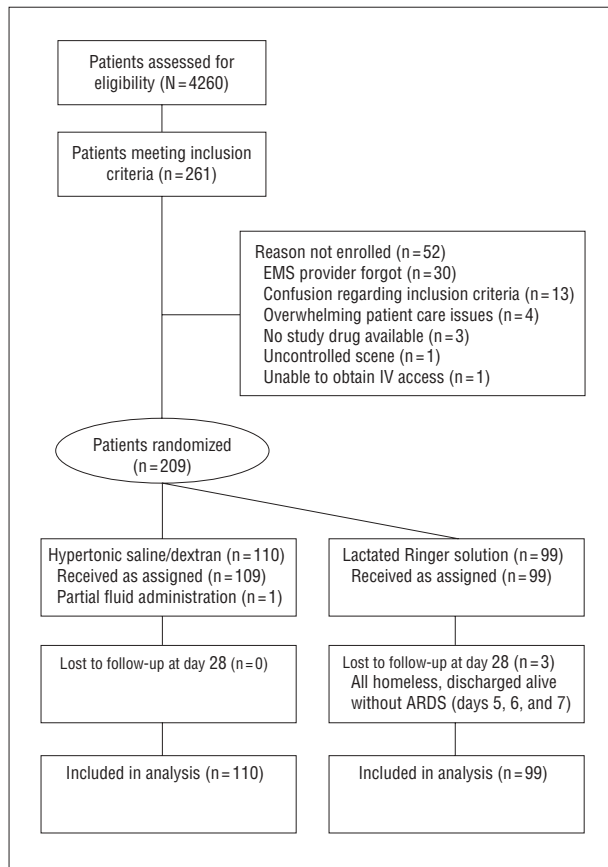 Patients assessed for
eligibility (N=4260)
Patients meeting inclusion
criteria (n=261)
Reason not enrolled (n=52)
EMS provider forgot (n=30)
Confusion regarding inclusion criteria (n=13)
Overwhelming patient care issues (n=4)
No study drug available (n=3)
Uncontrolled scene (n=1)
Unable to obtain IV access (n=1)
Patients randomized
(n=209)
Hypertonic saline/dextran (n=110)
Received as assigned (n=109)
Partial fluid administration (n=1)
Lactated Ringer solution (n=99)
Received as assigned (n=99)
Lost to follow-up at day 28 (n=0)
Lost to follow-up at day 28 (n=3)
All homeless, discharged alive
without ARDS (days 5, 6, and 7)
Included in analysis (n=110)
Included in analysis (n=99)